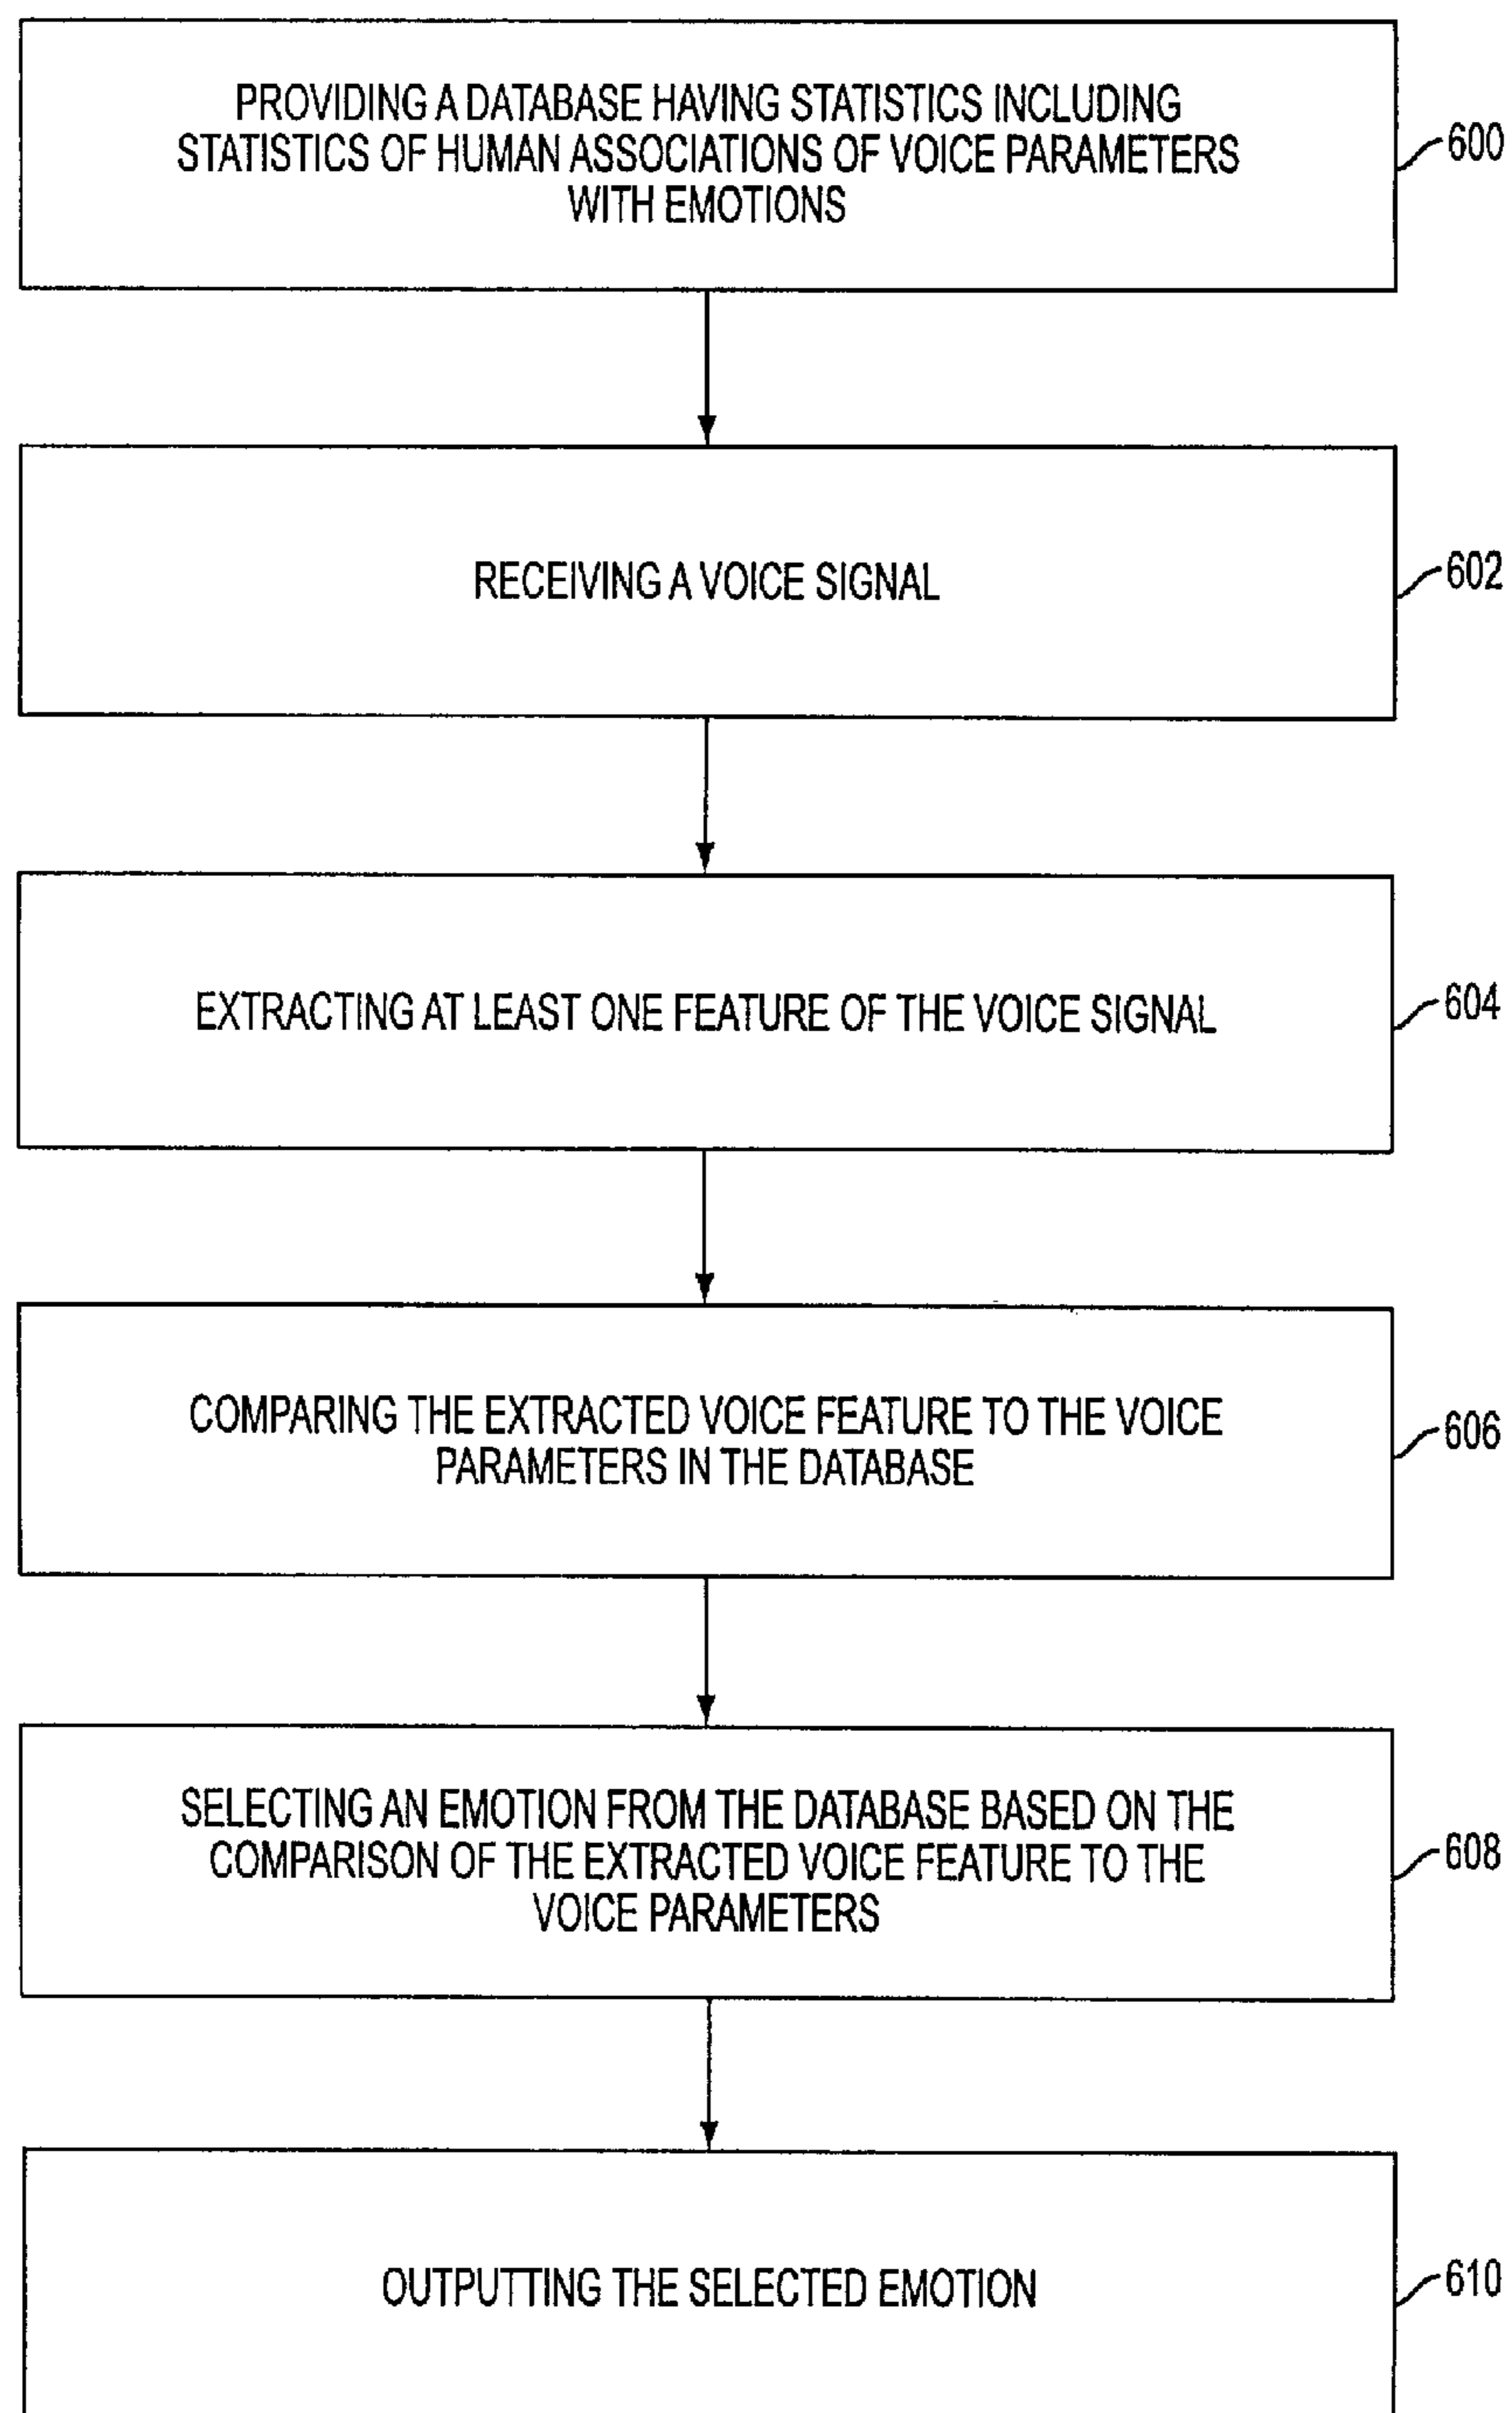 PROVIDING A DATABASE HAVING STATISTICS INCLUDING
STATISTICS OF HUMAN ASSOCIATIONS OF VOICE PARAMETERS
WITH EMOTIONS
600
RECEIVING A VOICE SIGNAL
602
EXTRACTING AT LEAST ONE FEATURE OF THE VOICE SIGNAL
604
COMPARING THE EXTRACTED VOICE FEATURE TO THE VOICE
PARAMETERS IN THE DATABASE
606
SELECTING AN EMOTION FROM THE DATABASE BASED ON THE
COMPARISON OF THE EXTRACTED VOICE FEATURE TO THE
VOICE PARAMETERS
608
OUTPUTTING THE SELECTED EMOTION
610